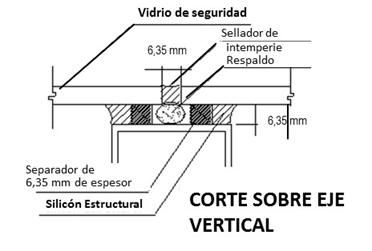 Vidrio de seguridad
Sellador de
intemperie
6,35 mm
Respaldo
6,35 mm
Separador de
6,35 mm de espesor
Silicón Estructural
CORTE SOBRE EJE
VERTICAL